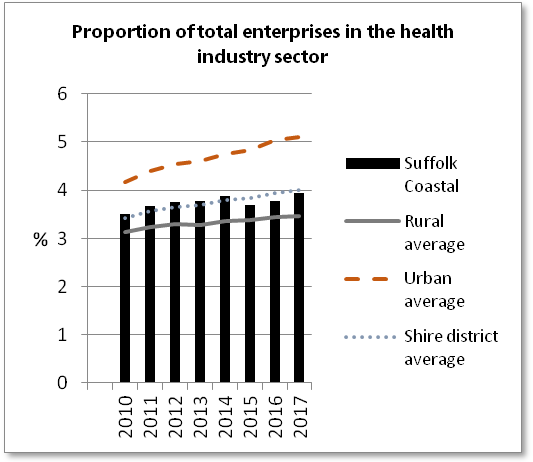 Proportion of total enterprises in the health
industry sector
6
5
4
3
2
1
0
%
2010
2011
2012
2013
2014
2015
2016
2017
Suffolk
Coastal
Rural
average
Urban
average
Shire district
average